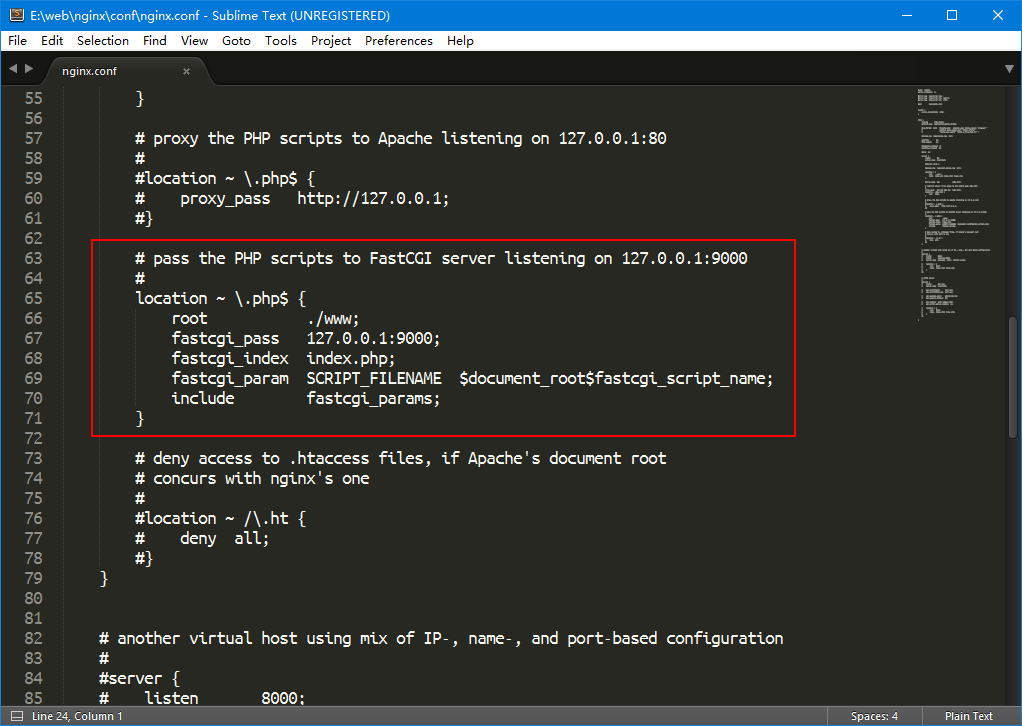 E:\web\nginx\conf\nginx.conf - Sublime Text (UNREGISTERED)
File Edit Selection Find View Goto Tools Project Preferences Help
nginx.conf
55 }
56
57 # proxy the PHP scripts to Apache listening on 127.0.0.1:80
58 #
59 #location ~ \.php$ {
60 #    proxy_pass   http://127.0.0.1;
61 #}
62
63 # pass the PHP scripts to FastCGI server listening on 127.0.0.1:9000
64 #
65 location ~ \.php$ {
66     root           ./www;
67     fastcgi_pass   127.0.0.1:9000;
68     fastcgi_index  index.php;
69     fastcgi_param  SCRIPT_FILENAME  $document_root$fastcgi_script_name;
70     include        fastcgi_params;
71 }
72
73 # deny access to .htaccess files, if Apache's document root
74 # concurs with nginx's one
75 #
76 #location ~ /\.ht {
77 #    deny  all;
78 #}
79 }
80
81
82 # another virtual host using mix of IP-, name-, and port-based configuration
83 #
84 #server {
85 #    listen       8000;
Line 24, Column 1 Spaces: 4 Plain Text